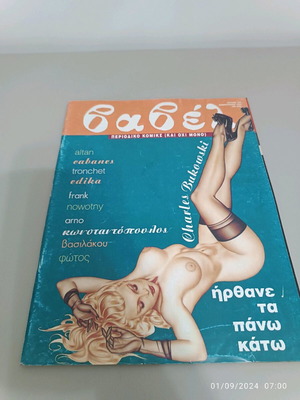 βαβέλ
ΠΕΡΙΟΔΙΚΟ ΚΟΜΙΚΣ (ΚΑΙ ΟΧΙ ΜΟΝΟ)
altan
cabanes
tronchet
edika
frank
nowotny
arno
κωνσταντόπουλος
βασιλάκου
φώτος
Charles Bukowski
ήρθανε
τα
πάνω
κάτω
01/09/2024 07:00